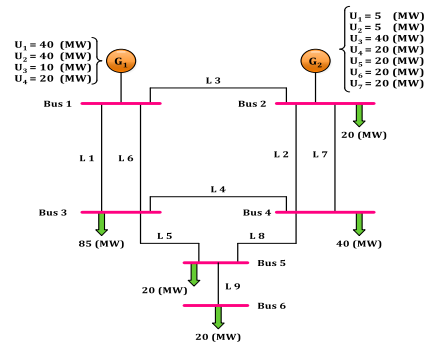 U₁ = 40 (MW)
U₂ = 40 (MW)
U₃ = 10 (MW)
U₄ = 20 (MW)
G₁
G₂
U₁ = 5 (MW)
U₂ = 5 (MW)
U₃ = 40 (MW)
U₄ = 20 (MW)
U₅ = 20 (MW)
U₆ = 20 (MW)
U₇ = 20 (MW)
L 3
Bus 1
Bus 2
20 (MW)
L 1
L 6
L 2
L 7
L 4
Bus 3
Bus 4
85 (MW)
L 5
L 8
40 (MW)
Bus 5
20 (MW)
L 9
Bus 6
20 (MW)